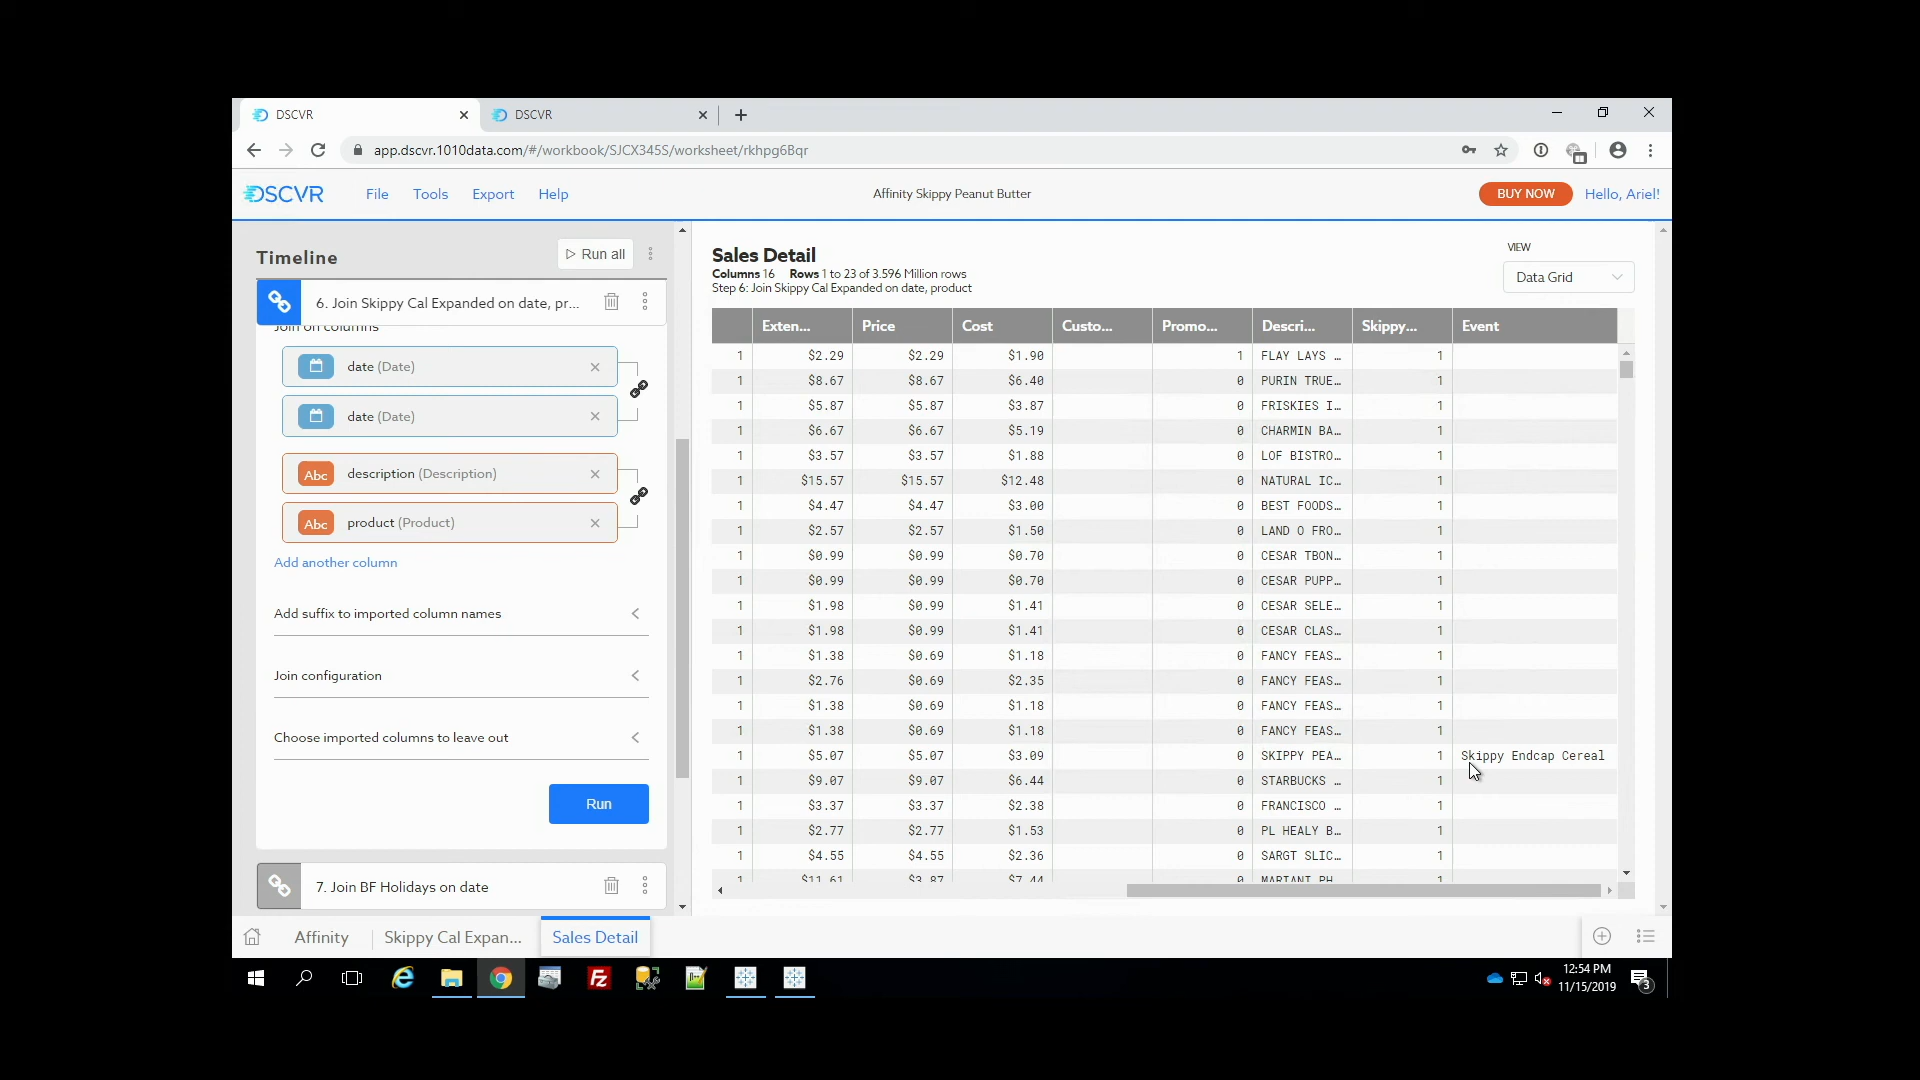 DSCVR
DSCVR
app.dscvr.1010data.com/#/workbook/SJCX345S/worksheet/rkhpg6Bqr
DSCVR File Tools Export Help Affinity Skippy Peanut Butter BUY NOW Hello, Ariel!
Timeline
Run all
6. Join Skippy Cal Expanded on date, pr...
Join on columns
date (Date)
date (Date)
Abc description (Description)
Abc product (Product)
Add another column
Add suffix to imported column names
Join configuration
Choose imported columns to leave out
Run
7. Join BF Holidays on date
Sales Detail
Columns 16 Rows 1 to 23 of 3.596 Million rows
Step 6: Join Skippy Cal Expanded on date, product
VIEW
Data Grid
Exten... Price Cost Custo... Promo... Descri... Skippy... Event
1 $2.29 $2.29 $1.90 1 FLAY LAYS … 1
1 $8.67 $8.67 $6.40 0 PURIN TRUE… 1
1 $5.87 $5.87 $3.87 0 FRISKIES I… 1
1 $6.67 $6.67 $5.19 0 CHARMIN BA… 1
1 $3.57 $3.57 $1.88 0 LOF BISTRO… 1
1 $15.57 $15.57 $12.48 0 NATURAL IC… 1
1 $4.47 $4.47 $3.00 0 BEST FOODS… 1
1 $2.57 $2.57 $1.50 0 LAND O FRO… 1
1 $0.99 $0.99 $0.70 0 CESAR TBON… 1
1 $0.99 $0.99 $0.70 0 CESAR PUPP… 1
1 $1.98 $0.99 $1.41 0 CESAR SELE… 1
1 $1.98 $0.99 $1.41 0 CESAR CLAS… 1
1 $1.38 $0.69 $1.18 0 FANCY FEAS… 1
1 $2.76 $0.69 $2.35 0 FANCY FEAS… 1
1 $1.38 $0.69 $1.18 0 FANCY FEAS… 1
1 $1.38 $0.69 $1.18 0 FANCY FEAS… 1
1 $5.07 $5.07 $3.09 0 SKIPPY PEA… 1 Skippy Endcap Cereal
1 $9.07 $9.07 $6.44 0 STARBUCKS … 1
1 $3.37 $3.37 $2.38 0 FRANCISCO … 1
1 $2.77 $2.77 $1.53 0 PL HEALY B… 1
1 $4.55 $4.55 $2.36 0 SARGT SLIC… 1
1 $11.61 $3.87 $7.44 0 MARIANI PH… 1
Affinity Skippy Cal Expan... Sales Detail
12:54 PM
11/15/2019
3